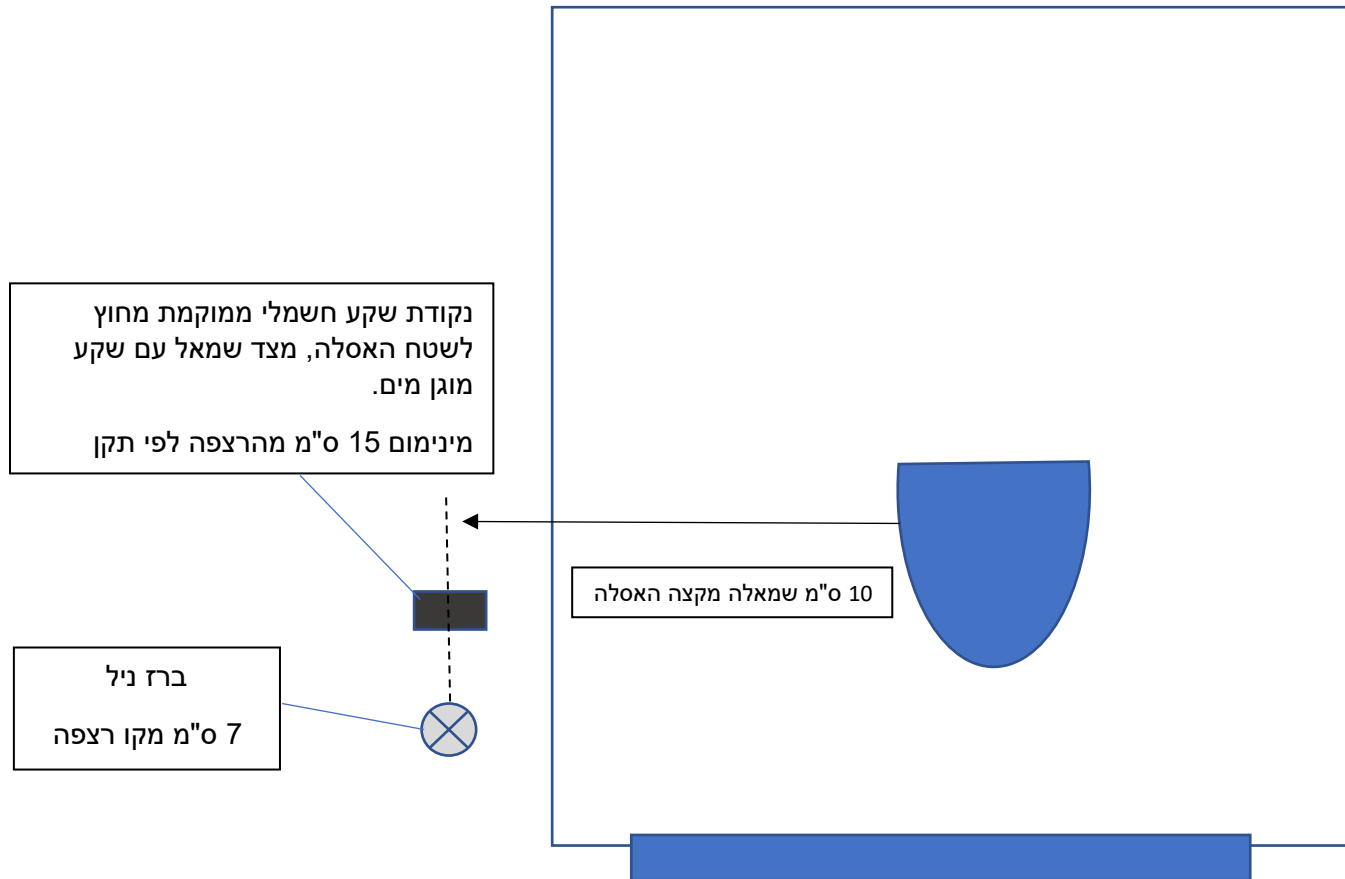 נקודת שקע חשמלי ממוקמת מחוץ
לשטח האסלה, מצד שמאל עם שקע
מוגן מים.
מינימום 15 ס"מ מהרצפה לפי תקן
10 ס"מ שמאלה מקצה האסלה
ברז ניל
7 ס"מ מקו רצפה